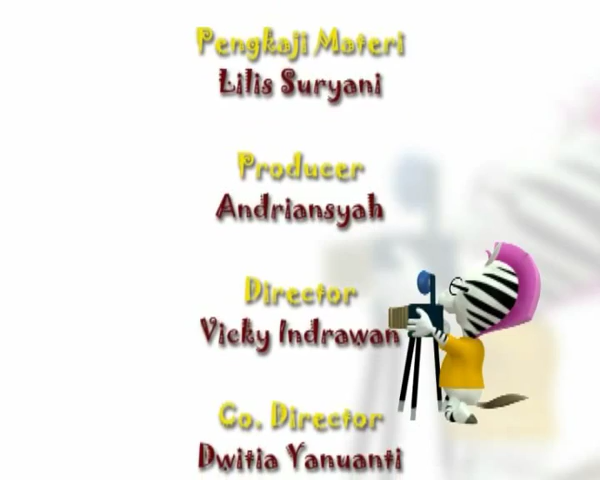 Pengkaji Materi
Lilis Suryani
Producer
Andriansyah
Director
Vicky Indrawan
Co. Director
Dwitia Yanuanti